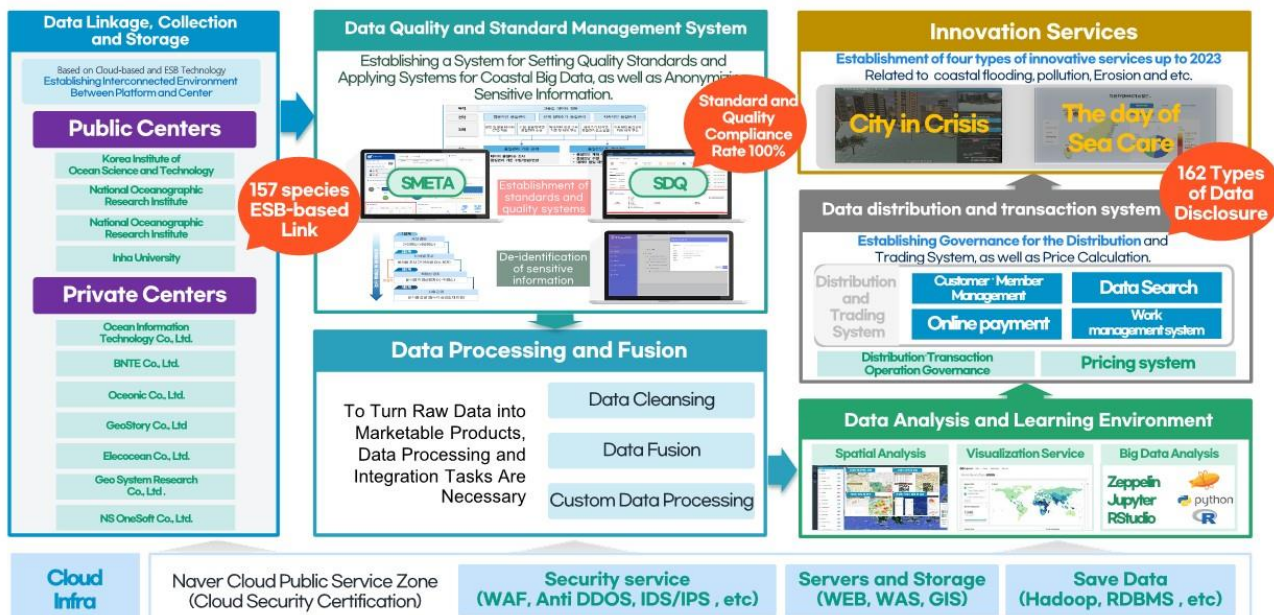 Data Linkage, Collection
and Storage
Based on Cloud-based and ESB Technology
Establishing Interconnected Environment
Between Platform and Center
Public Centers
Korea Institute of
Ocean Science and Technology
National Oceanographic
Research Institute
National Oceanographic
Research Institute
Inha University
Private Centers
Ocean Information
Technology Co., Ltd.
BNTE Co., Ltd.
Oceonic Co., Ltd.
GeoStory Co., Ltd
Elecocean Co., Ltd.
Geo System Research
Co., Ltd .
NS OneSoft Co., Ltd.
157 species
ESB-based
Link
Data Quality and Standard Management System
Establishing a System for Setting Quality Standards and
Applying Systems for Coastal Big Data, as well as Anonymizing
Sensitive Information.
Standard and
Quality
Compliance
Rate 100%
SMETA
Establishment of
standards and
quality systems
SDQ
De-identification
of sensitive
information
Data Processing and Fusion
To Turn Raw Data into
Marketable Products,
Data Processing and
Integration Tasks Are
Necessary
Data Cleansing
Data Fusion
Custom Data Processing
Innovation Services
Establishment of four types of innovative services up to 2023
Related to coastal flooding, pollution, Erosion and etc.
City in Crisis
The day of
Sea Care
162 Types
of Data
Disclosure
Data distribution and transaction system
Establishing Governance for the Distribution and
Trading System, as well as Price Calculation.
Distribution
and
Trading
System
Customer · Member
Management
Data Search
Online payment
Work
management system
Distribution·Transaction
Operation Governance
Pricing system
Data Analysis and Learning Environment
Spatial Analysis
Visualization Service
Big Data Analysis
Zeppelin
Jupyter
RStudio
python
R
Cloud
Infra
Naver Cloud Public Service Zone
(Cloud Security Certification)
Security service
(WAF, Anti DDOS, IDS/IPS , etc)
Servers and Storage
(WEB, WAS, GIS)
Save Data
(Hadoop, RDBMS , etc)